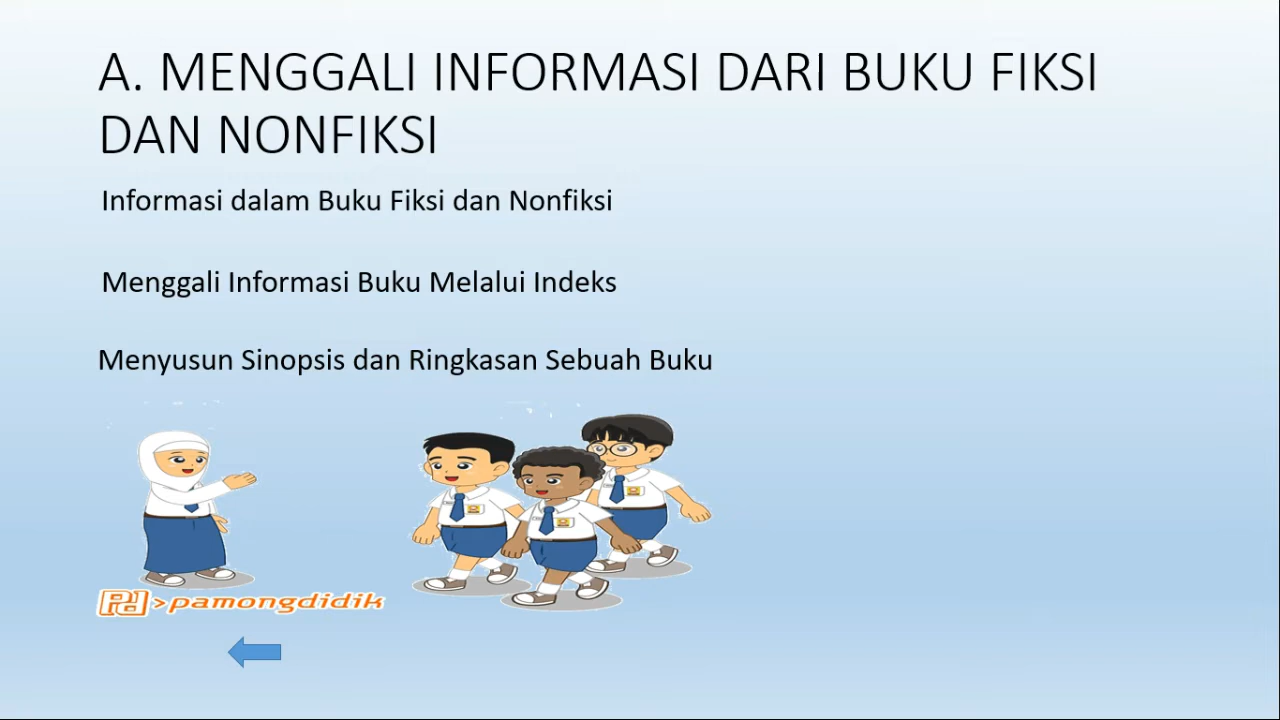 A. MENGGALI INFORMASI DARI BUKU FIKSI
DAN NONFIKSI
Informasi dalam Buku Fiksi dan Nonfiksi
Menggali Informasi Buku Melalui Indeks
Menyusun Sinopsis dan Ringkasan Sebuah Buku
Pd>pamongdidik